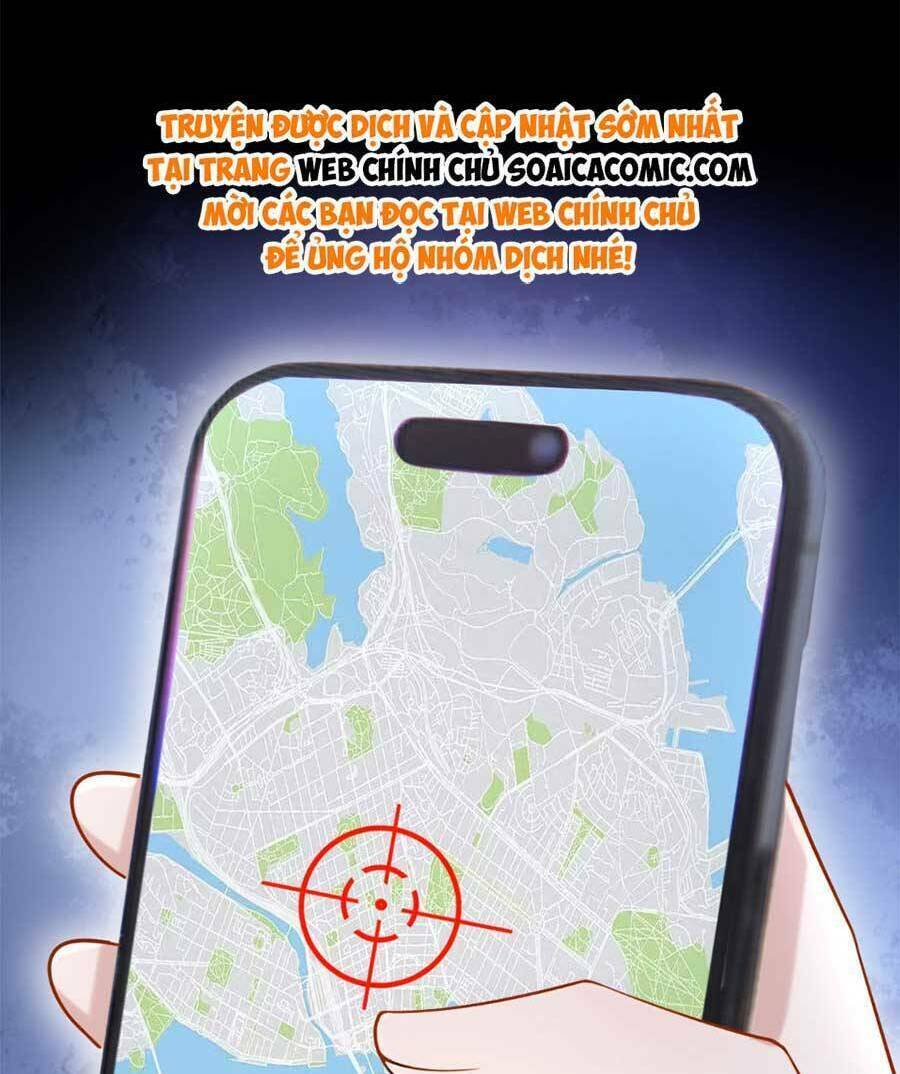 TRUYỆN ĐƯỢC DỊCH VÀ CẬP NHẬT SỚM NHẤT
TẠI TRANG WEB CHÍNH CHỦ SOAICACOMIC.COM
MỜI CÁC BẠN ĐỌC TẠI WEB CHÍNH CHỦ
ĐỂ ỦNG HỘ NHÓM DỊCH NHÉ!